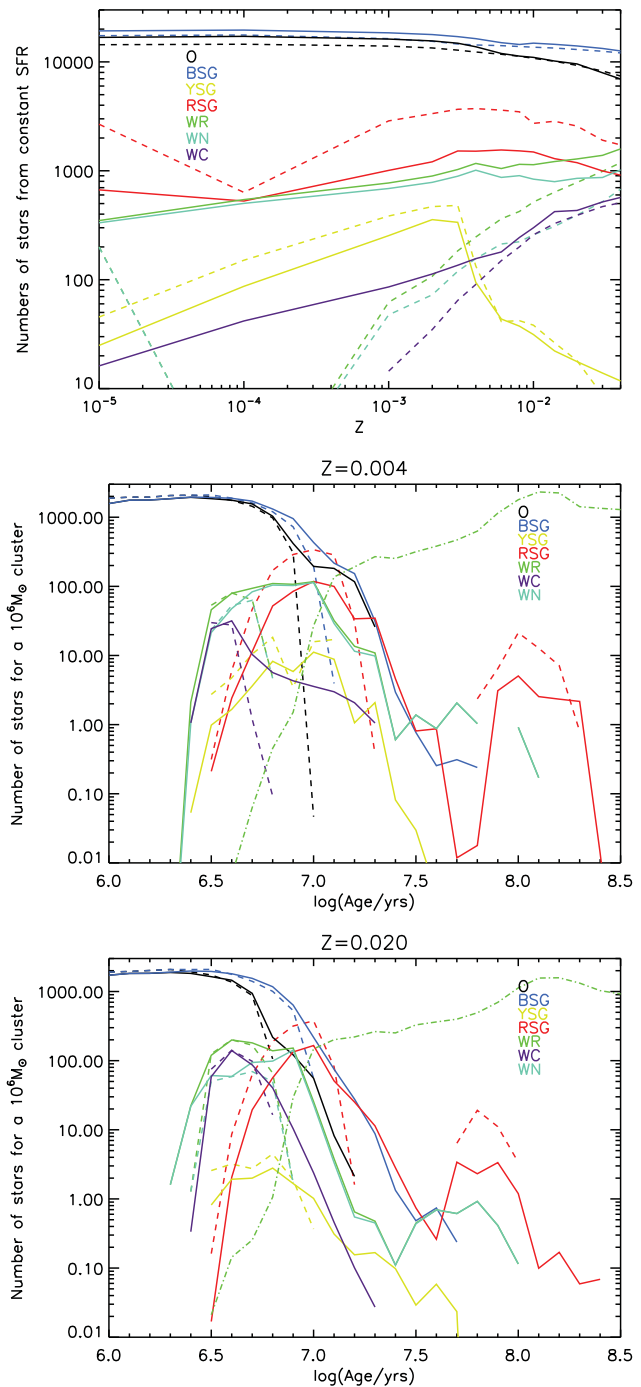 Numbers of stars from constant SFR
10000
1000
100
10
O
BSG
YSG
RSG
WR
WN
WC
10⁻⁵
10⁻⁴
10⁻³
10⁻²
Z
Z=0.004
Number of stars for a 10⁶M☉ cluster
1000.00
100.00
10.00
1.00
0.10
0.01
O
BSG
YSG
RSG
WR
WC
WN
6.0
6.5
7.0
7.5
8.0
8.5
log(Age/yrs)
Z=0.020
Number of stars for a 10⁶M☉ cluster
1000.00
100.00
10.00
1.00
0.10
0.01
O
BSG
YSG
RSG
WR
WC
WN
6.0
6.5
7.0
7.5
8.0
8.5
log(Age/yrs)